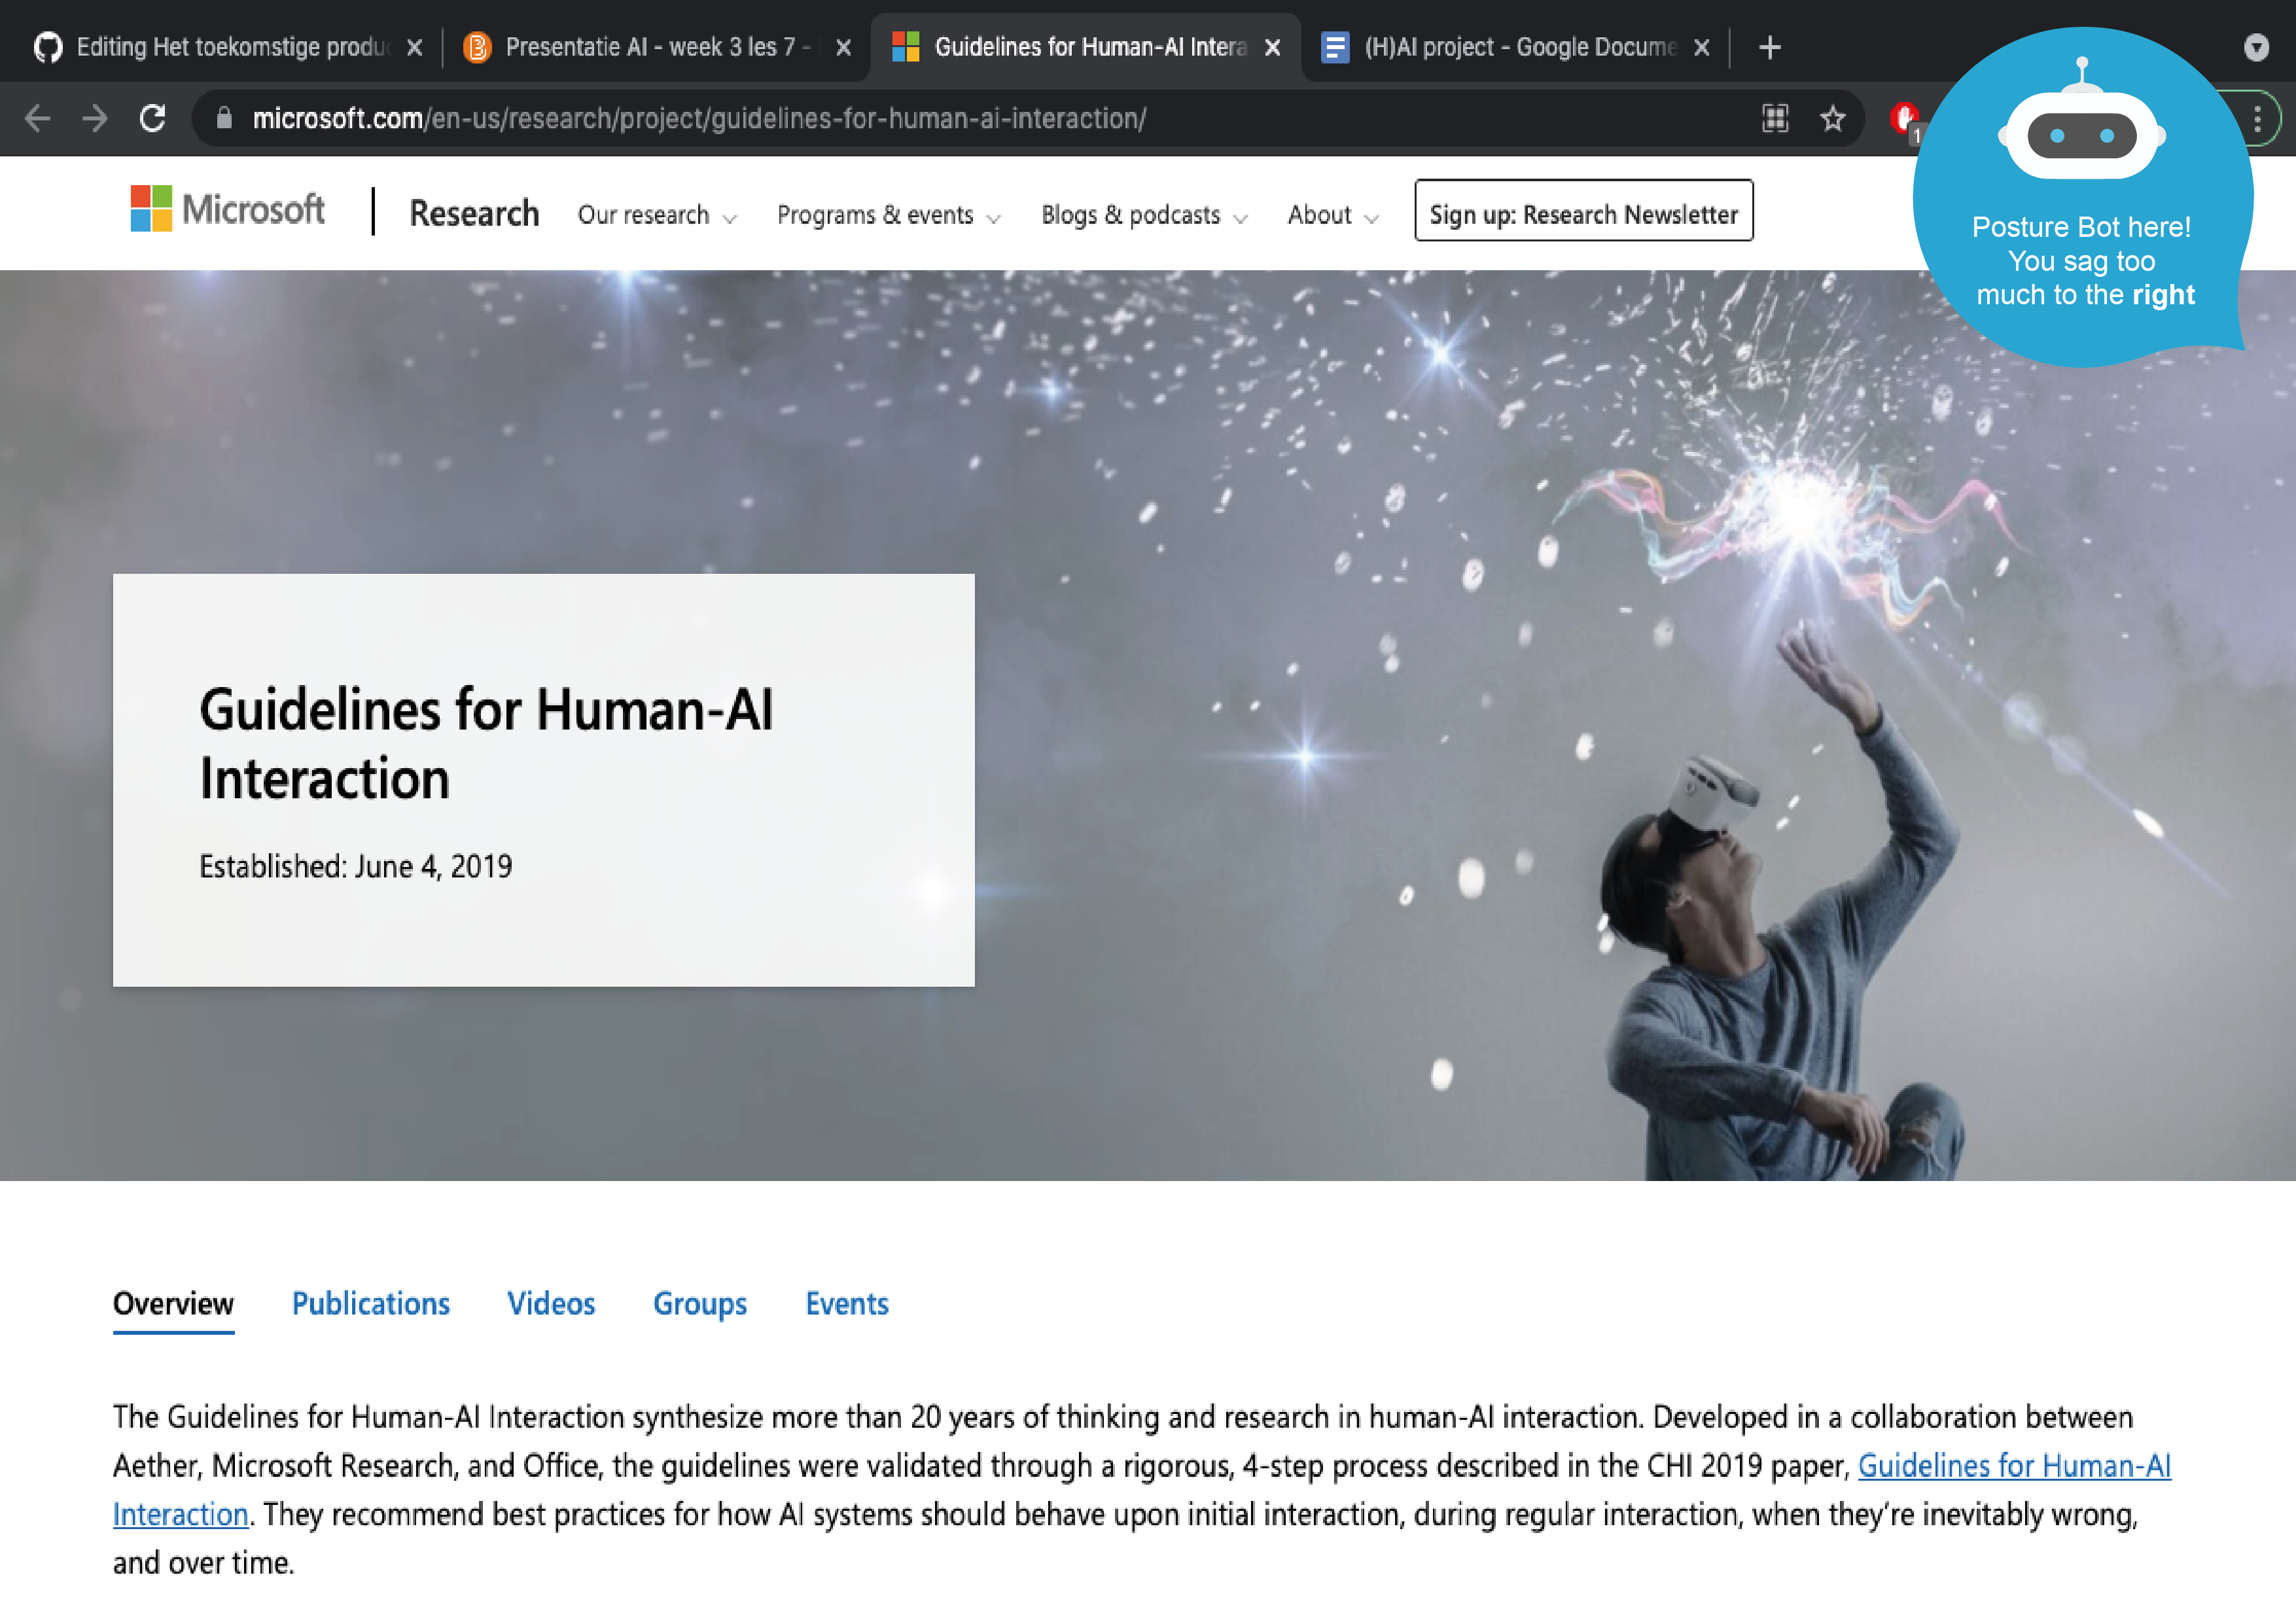 Editing Het toekomstige produ
Presentatie AI - week 3 les 7 -
Guidelines for Human-AI Intera
(H)AI project - Google Docume
microsoft.com/en-us/research/project/guidelines-for-human-ai-interaction/
1
Posture Bot here!
You sag too
much to the right
Microsoft
Research
Our research
Programs & events
Blogs & podcasts
About
Sign up: Research Newsletter
Guidelines for Human-AI
Interaction
Established: June 4, 2019
Overview
Publications
Videos
Groups
Events
The Guidelines for Human-AI Interaction synthesize more than 20 years of thinking and research in human-AI interaction. Developed in a collaboration between
Aether, Microsoft Research, and Office, the guidelines were validated through a rigorous, 4-step process described in the CHI 2019 paper, Guidelines for Human-AI
Interaction. They recommend best practices for how AI systems should behave upon initial interaction, during regular interaction, when they're inevitably wrong,
and over time.